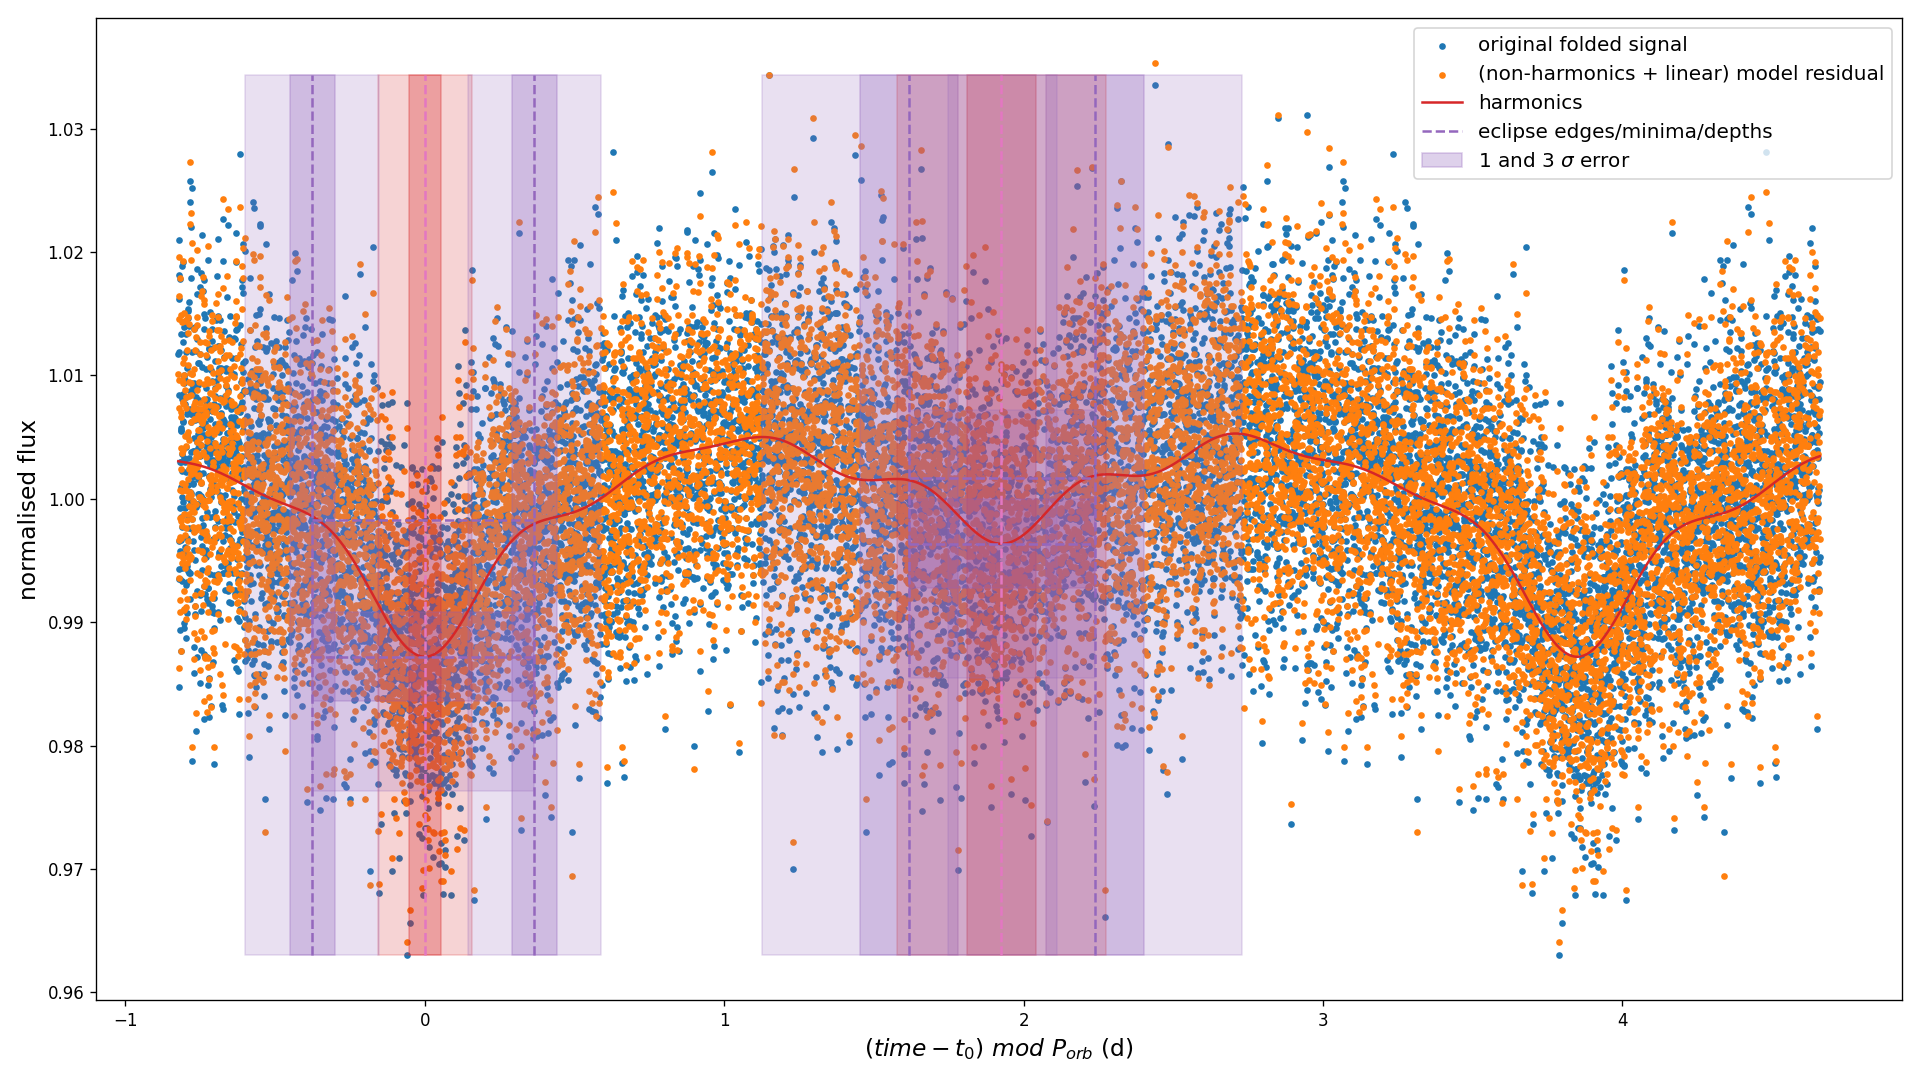 original folded signal
(non-harmonics + linear) model residual
harmonics
eclipse edges/minima/depths
1 and 3 σ error
normalised flux
1.03
1.02
1.01
1.00
0.99
0.98
0.97
0.96
−1
0
1
2
3
4
(time − t₀) mod Pₒᵣb (d)